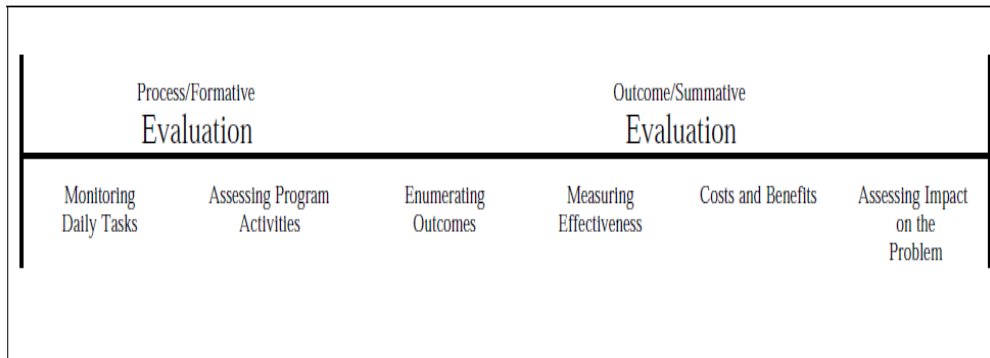 Process/Formative
Evaluation
Outcome/Summative
Evaluation
Monitoring
Daily Tasks
Assessing Program
Activities
Enumerating
Outcomes
Measuring
Effectiveness
Costs and Benefits
Assessing Impact
on the
Problem